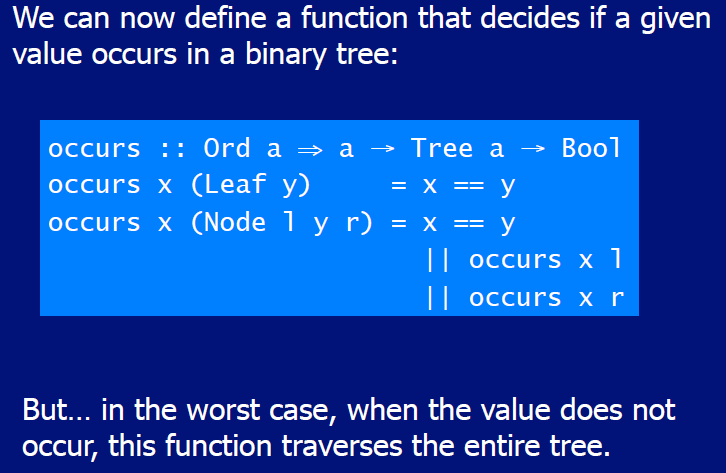 We can now define a function that decides if a given
value occurs in a binary tree:
occurs :: Ord a ⇒ a → Tree a → Bool
occurs x (Leaf y)     = x == y
occurs x (Node l y r) = x == y
|| occurs x l
|| occurs x r
But… in the worst case, when the value does not
occur, this function traverses the entire tree.